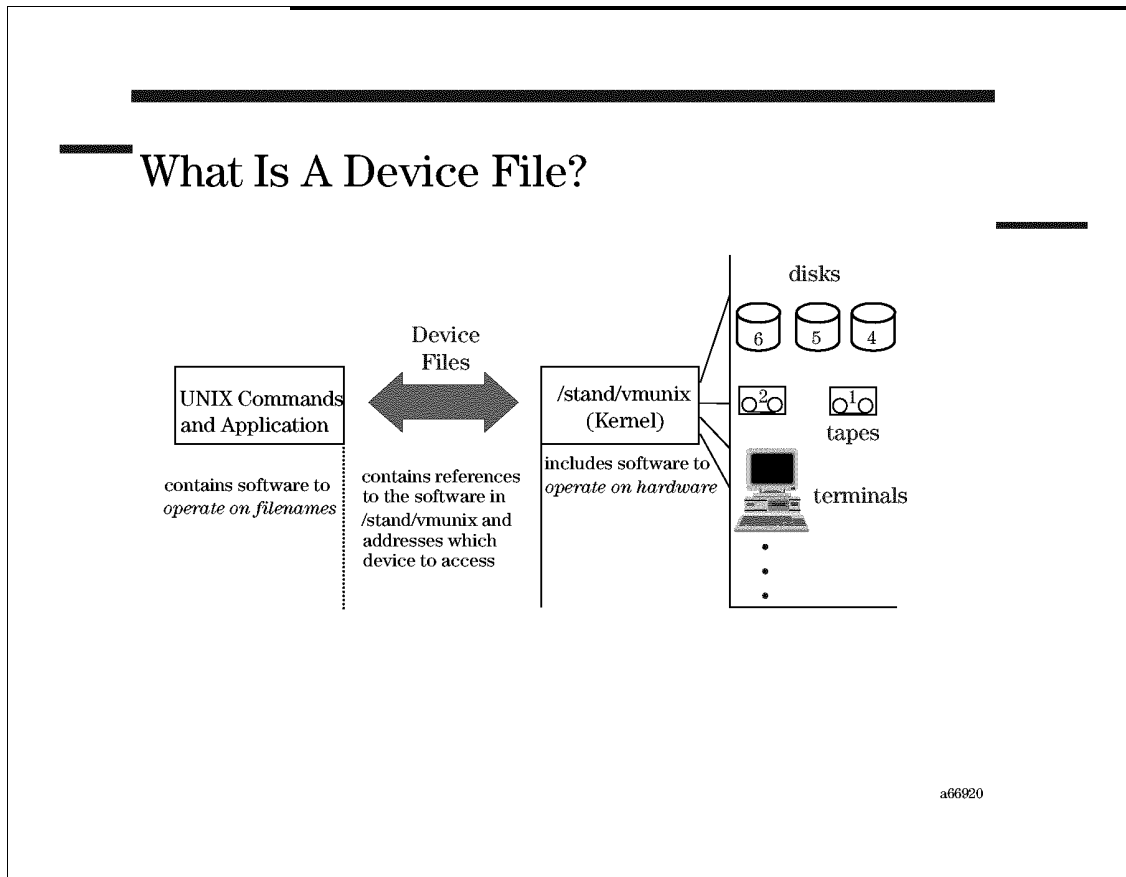 What Is A Device File?
disks
6 5 4
Device
Files
UNIX Commands
and Application
/stand/vmunix
(Kernel)
2 1
tapes
contains software to
operate on filenames
contains references
to the software in
/stand/vmunix and
addresses which
device to access
includes software to
operate on hardware
terminals
a66920